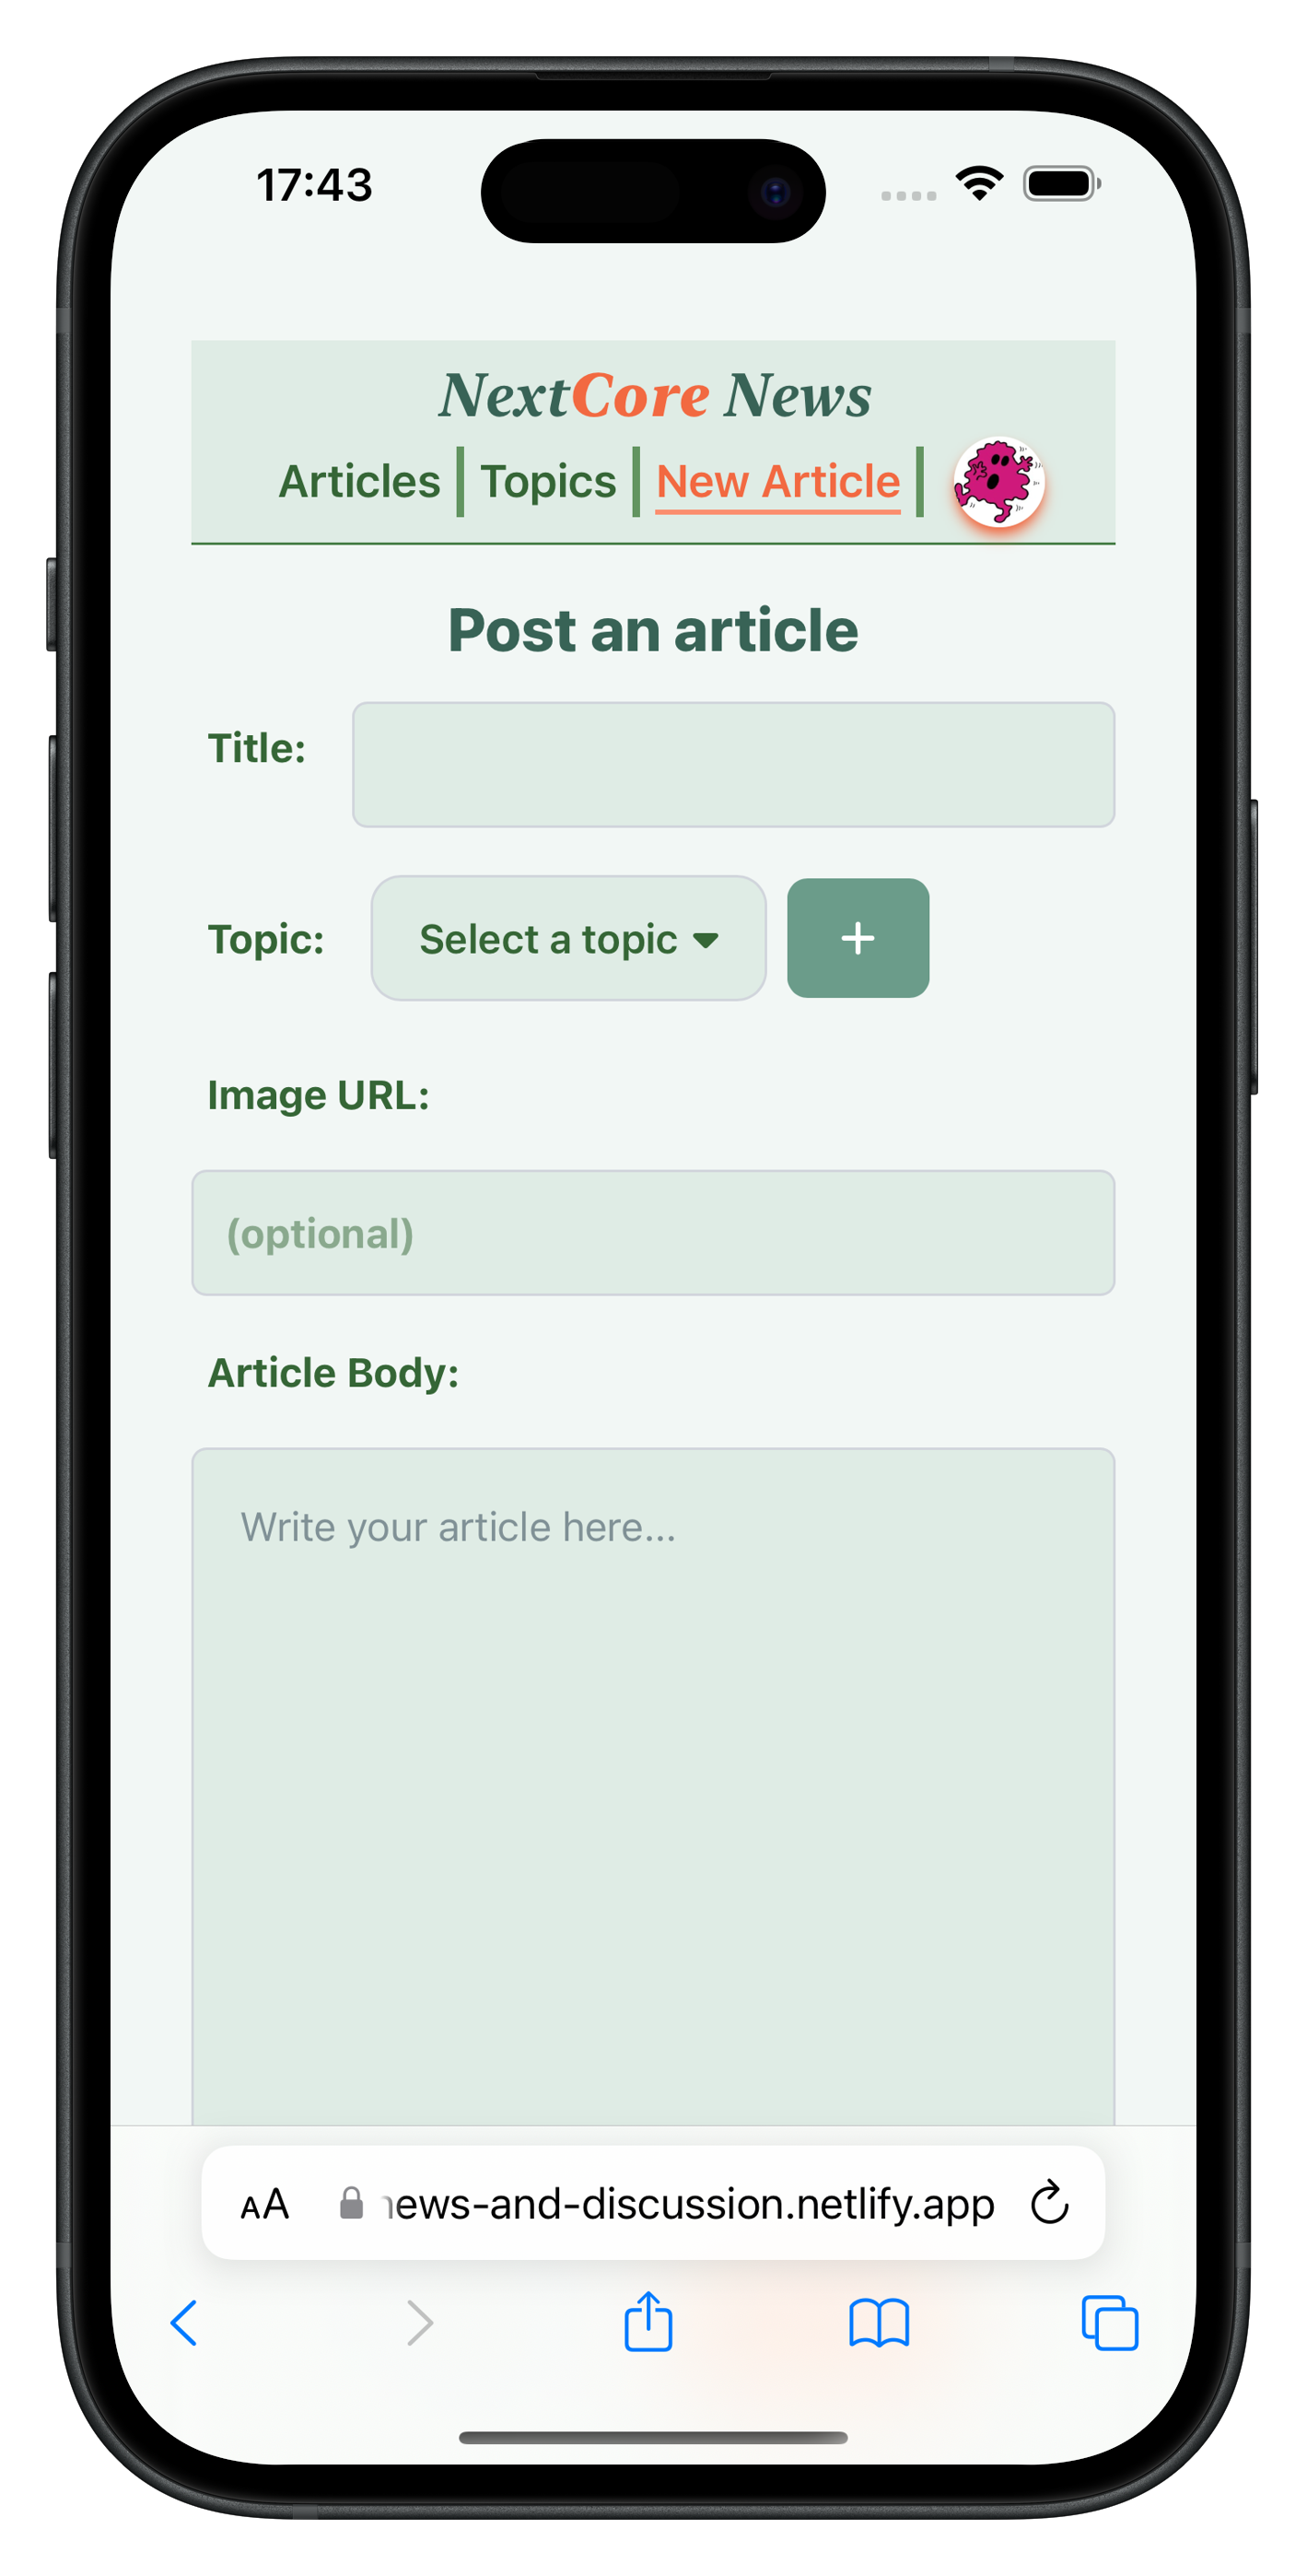 17:43
NextCore News
Articles Topics New Article
Post an article
Title:
Topic: Select a topic +
Image URL:
(optional)
Article Body:
Write your article here...
AA ews-and-discussion.netlify.app